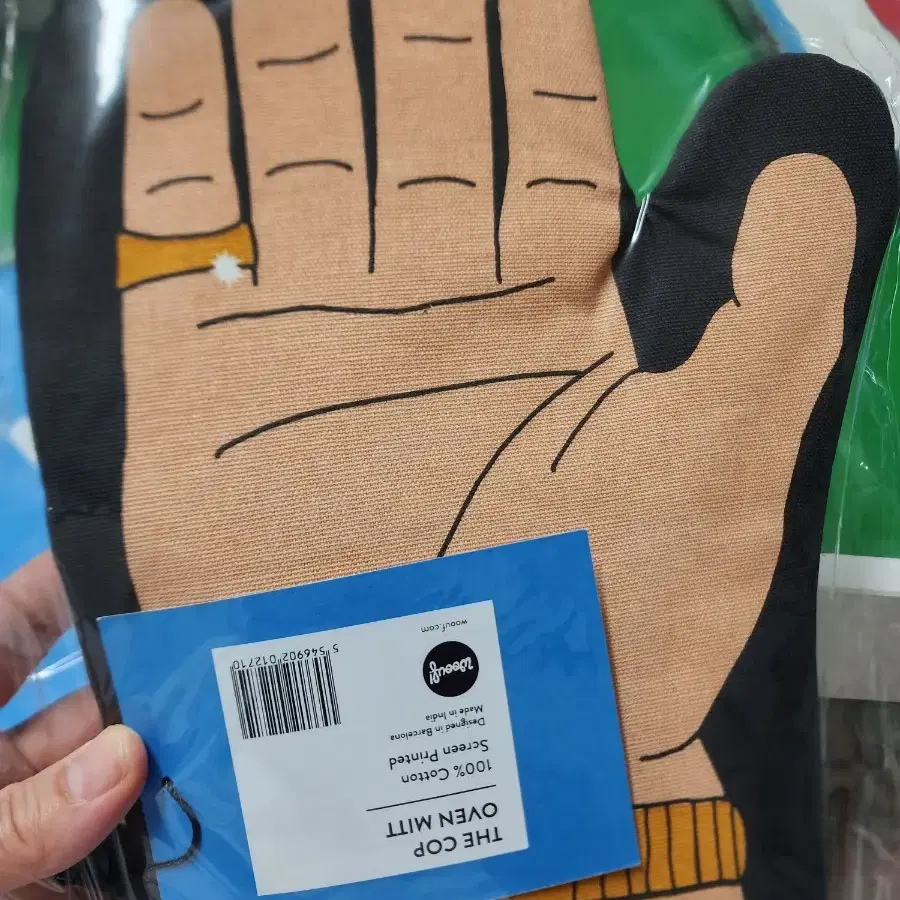 THE COP
OVEN MITT
100% Cotton
Screen Printed
Designed in Barcelona
Made in India
Woouf!
woouf.com
5 546902 012710